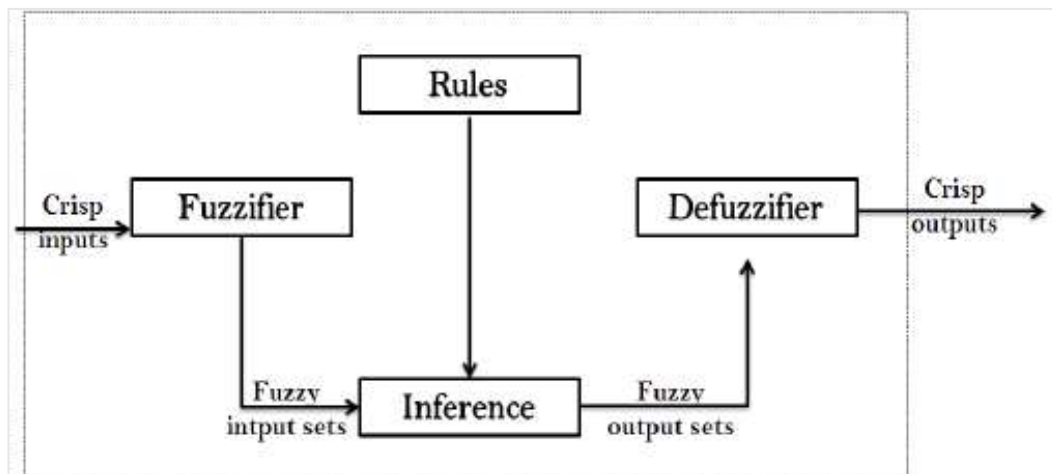 Rules
Crisp
inputs
Fuzzifier
Defuzzifier
Crisp
outputs
Fuzzy
intput sets
Inference
Fuzzy
output sets